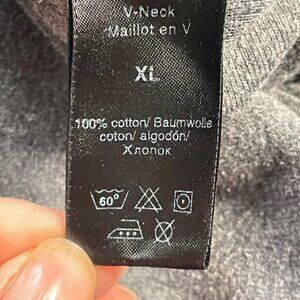 V-Neck
Maillot en V
XL
100% cotton/ Baumwolle
coton/ algodón/
Хлопок
60°